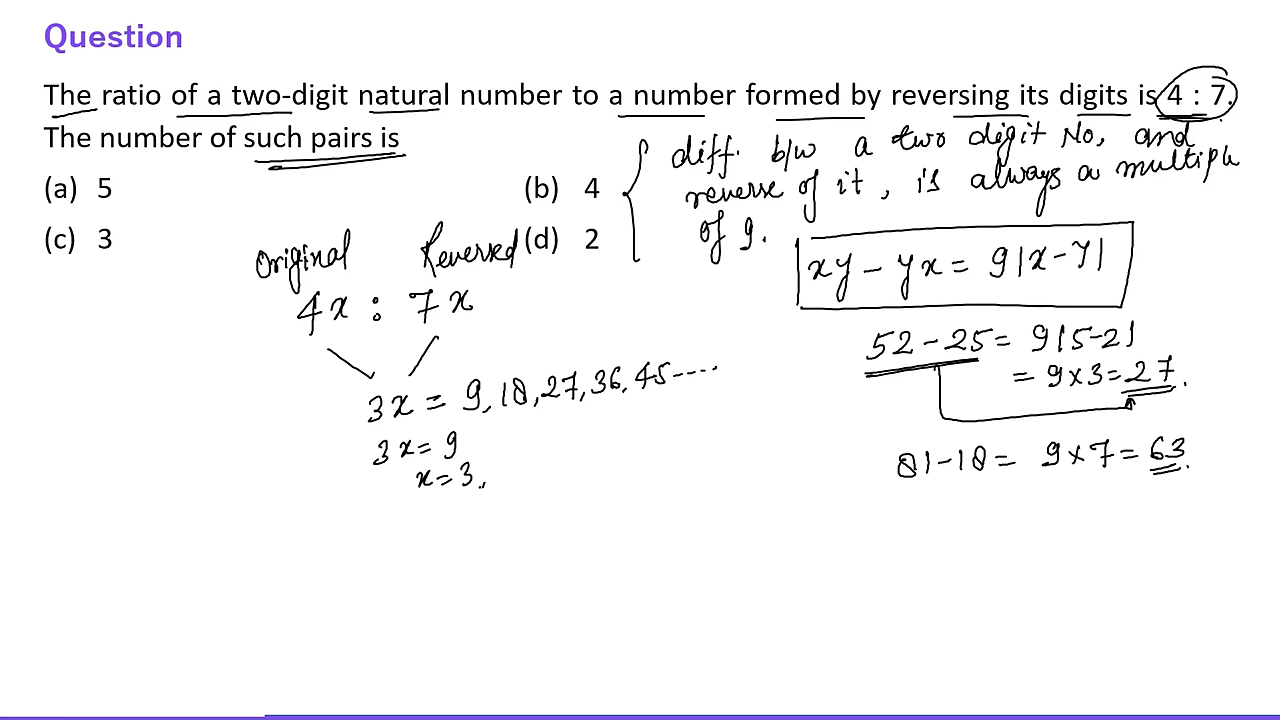 Question
The ratio of a two-digit natural number to a number formed by reversing its digits is 4 : 7.
The number of such pairs is
(a) 5
(b) 4
(c) 3
(d) 2
diff. b/w a two digit No, and
reverse of it, is always a multiple
of 9.
Original Reversed
4x : 7x
3x = 9, 18, 27, 36, 45 ----
3x = 9
x = 3.
xy - yx = 9|x-y|
52 - 25 = 9|5-2|
= 9×3 = 27.
81-18 = 9×7 = 63.